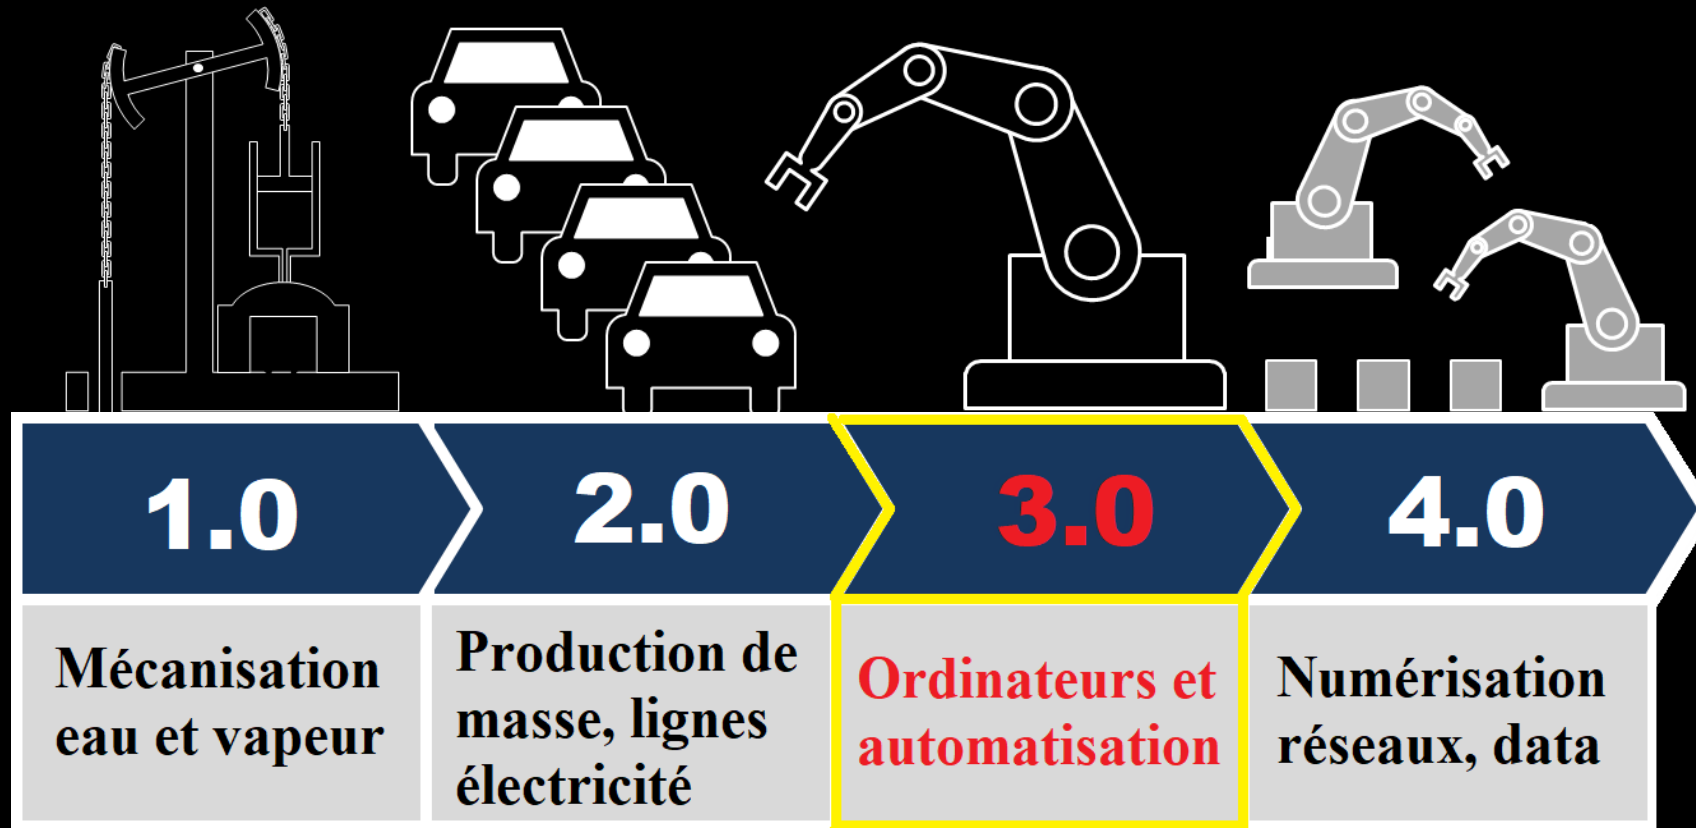 1.0
2.0
3.0
4.0
Mécanisation
eau et vapeur
Production de
masse, lignes
électricité
Ordinateurs et
automatisation
Numérisation
réseaux, data